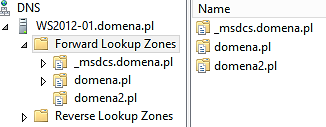 DNS
WS2012-01.domena.pl
Forward Lookup Zones
_msdcs.domena.pl
domena.pl
domena2.pl
Reverse Lookup Zones
Name
_msdcs.domena.pl
domena.pl
domena2.pl